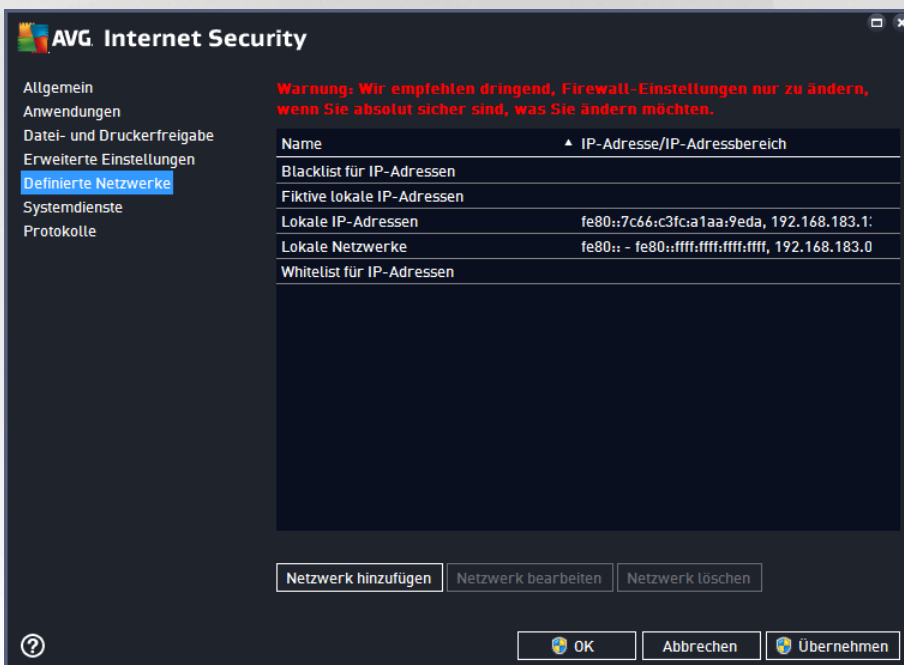 AVG Internet Security
Allgemein
Anwendungen
Datei- und Druckerfreigabe
Erweiterte Einstellungen
Definierte Netzwerke
Systemdienste
Protokolle
Warnung: Wir empfehlen dringend, Firewall-Einstellungen nur zu ändern,
wenn Sie absolut sicher sind, was Sie ändern möchten.
Name IP-Adresse/IP-Adressbereich
Blacklist für IP-Adressen
Fiktive lokale IP-Adressen
Lokale IP-Adressen fe80::7c66:c3fc:a1aa:9eda, 192.168.183.1
Lokale Netzwerke fe80:: - fe80::ffff:ffff:ffff:ffff, 192.168.183.0
Whitelist für IP-Adressen
Netzwerk hinzufügen Netzwerk bearbeiten Netzwerk löschen
? OK Abbrechen Übernehmen